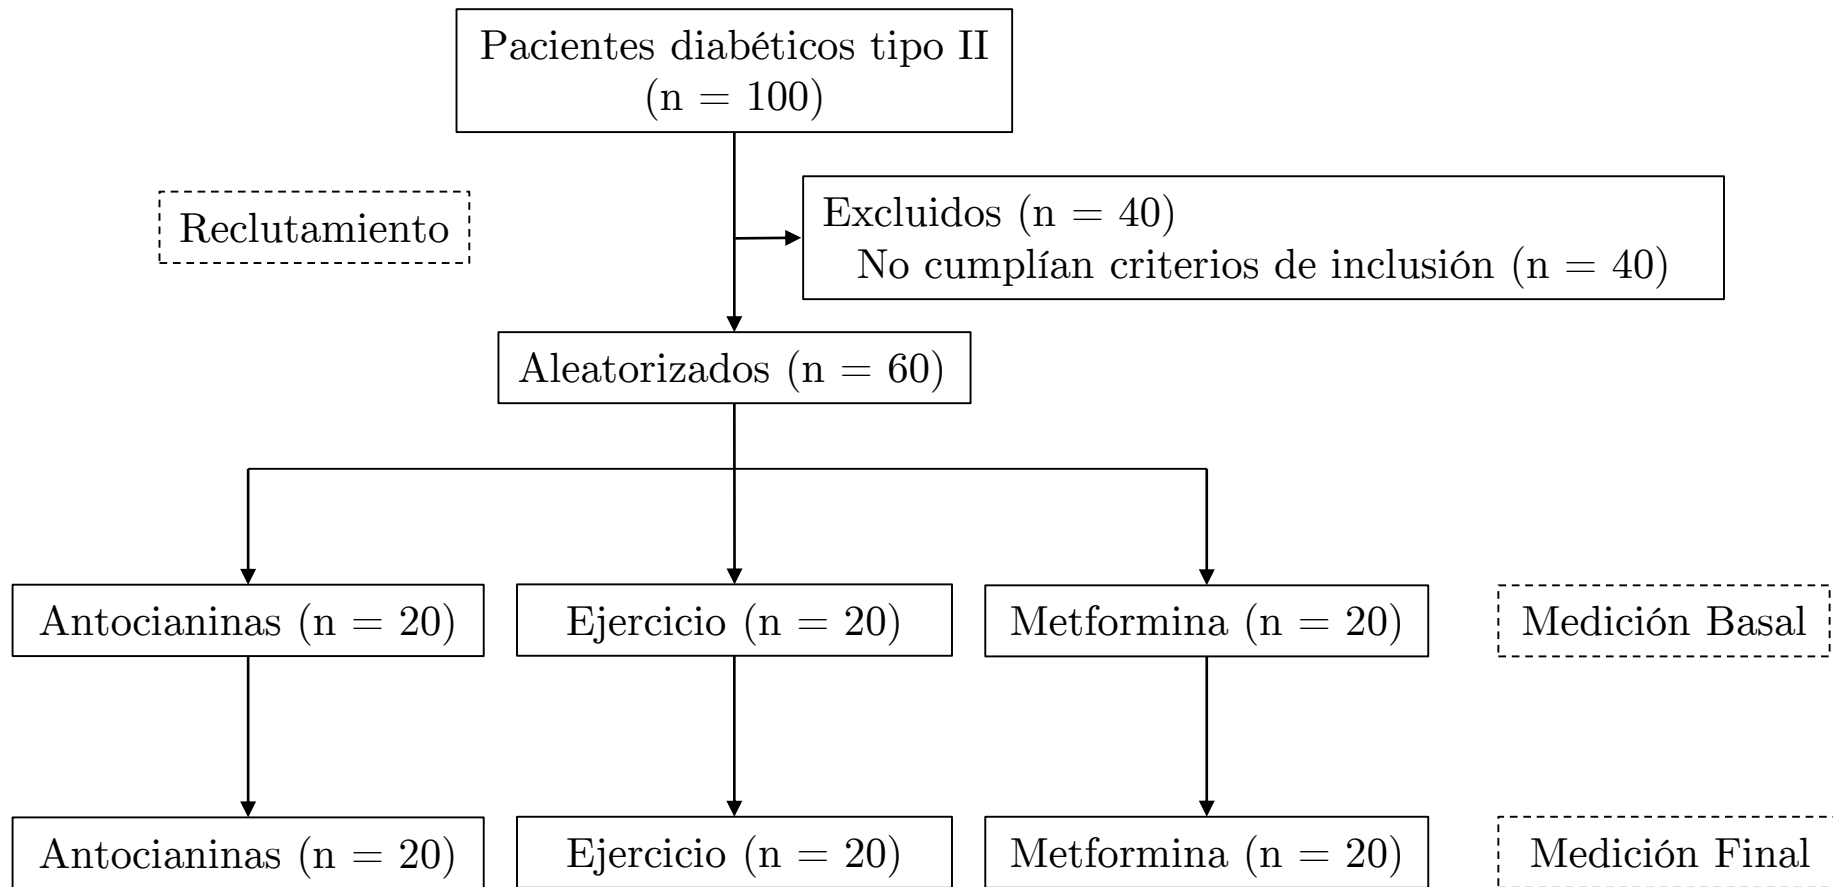 Pacientes diabéticos tipo II
(n = 100)
Reclutamiento
Excluidos (n = 40)
No cumplían criterios de inclusión (n = 40)
Aleatorizados (n = 60)
Antocianinas (n = 20)
Ejercicio (n = 20)
Metformina (n = 20)
Medición Basal
Antocianinas (n = 20)
Ejercicio (n = 20)
Metformina (n = 20)
Medición Final